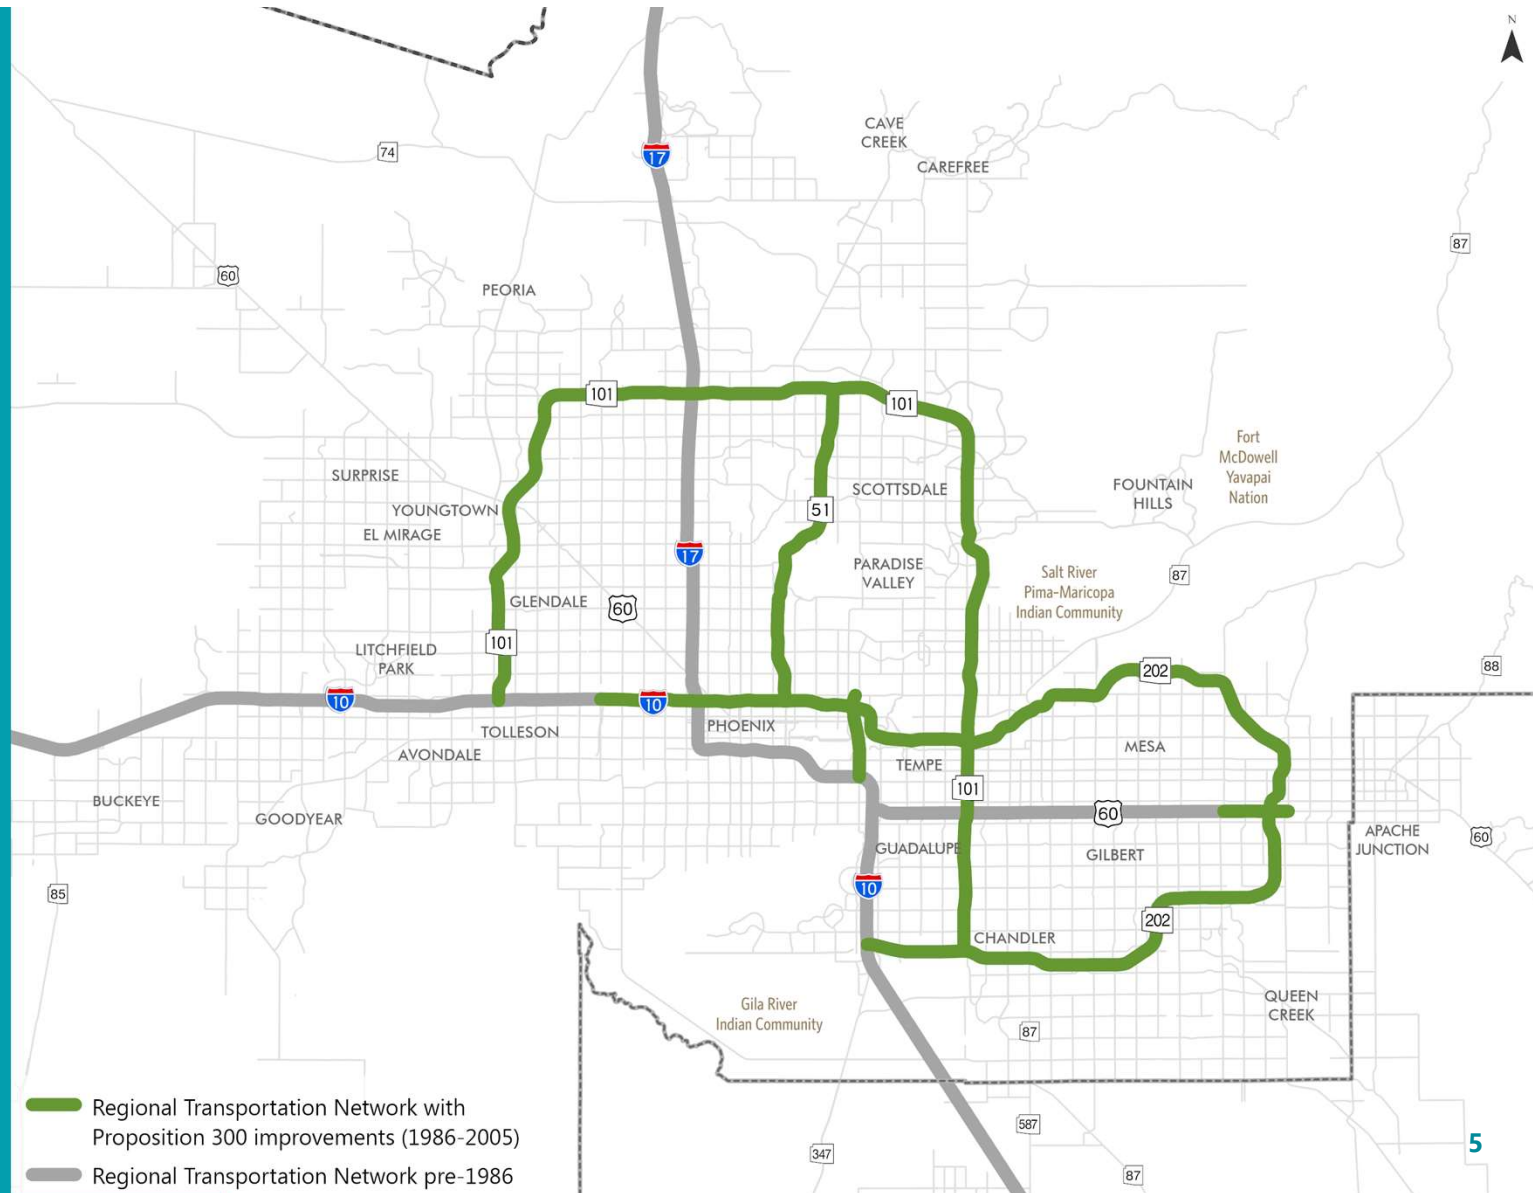 N
17
74
CAVE
CREEK
CAREFREE
87
60
PEORIA
101
101
Fort
McDowell
Yavapai
Nation
SURPRISE
YOUNGTOWN
EL MIRAGE
SCOTTSDALE
51
FOUNTAIN
HILLS
17
PARADISE
VALLEY
Salt River
Pima-Maricopa
Indian Community
87
GLENDALE
60
101
LITCHFIELD
PARK
202
88
10
10
TOLLESON
PHOENIX
AVONDALE
TEMPE
MESA
101
60
BUCKEYE
GOODYEAR
GUADALUPE
GILBERT
APACHE
JUNCTION
60
85
10
202
CHANDLER
Gila River
Indian Community
QUEEN
CREEK
87
Regional Transportation Network with
Proposition 300 improvements (1986-2005)
Regional Transportation Network pre-1986
587
347
87
5